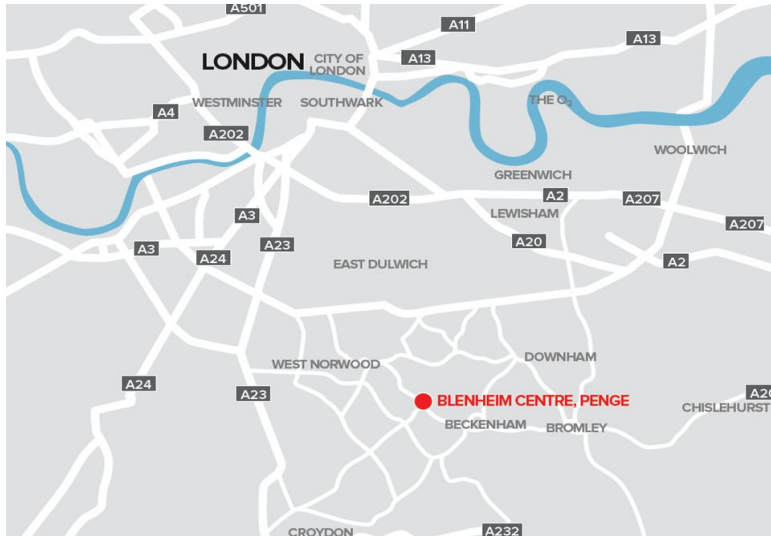 A501
A11
A13
LONDON
CITY OF
LONDON
A13
WESTMINSTER
SOUTHWARK
THE O₂
A4
A202
WOOLWICH
GREENWICH
A202
A2
A207
A3
LEWISHAM
A207
A23
A20
A3
A24
EAST DULWICH
A2
WEST NORWOOD
DOWNHAM
A24
A23
BLENHEIM CENTRE, PENGE
CHISLEHURST
BECKENHAM
BROMLEY
CROYDON
A232